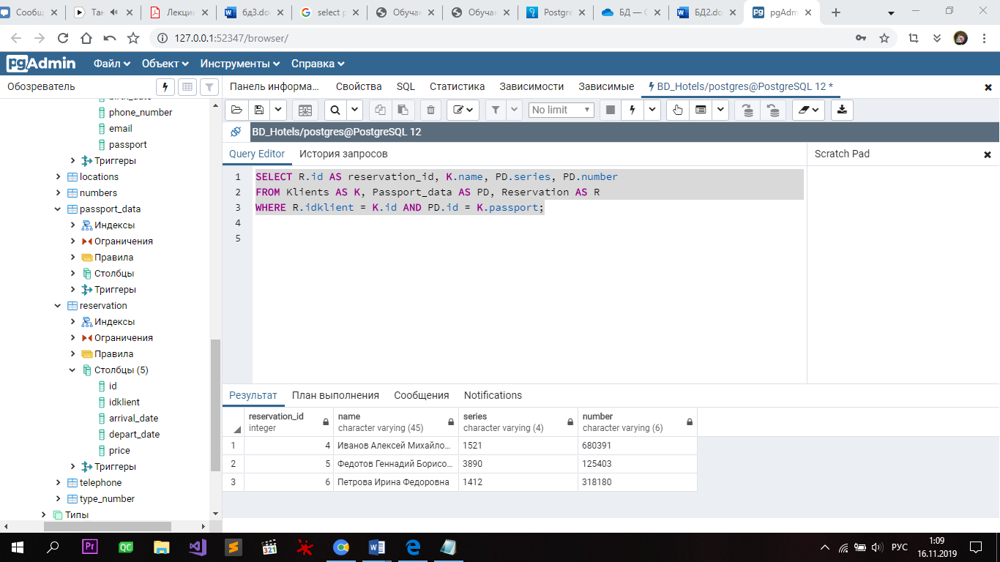 Сообщ
Тан
Лекции
бд3.do
select p
Обуча
Обуча
Postgre
БД — С
БД2.do
pgAdm
127.0.0.1:52347/browser/
pgAdmin Файл Объект Инструменты Справка
Обозреватель
Панель информа... Свойства SQL Статистика Зависимости Зависимые BD_Hotels/postgres@PostgreSQL 12 *
phone_number
email
passport
Триггеры
locations
numbers
passport_data
Индексы
Ограничения
Правила
Столбцы
Триггеры
reservation
Индексы
Ограничения
Правила
Столбцы (5)
id
idklient
arrival_date
depart_date
price
Триггеры
telephone
type_number
Типы
No limit
BD_Hotels/postgres@PostgreSQL 12
Query Editor История запросов Scratch Pad
1 SELECT R.id AS reservation_id, K.name, PD.series, PD.number
2 FROM Klients AS K, Passport_data AS PD, Reservation AS R
3 WHERE R.idklient = K.id AND PD.id = K.passport;
4
5
Результат План выполнения Сообщения Notifications
reservation_id name series number
integer character varying (45) character varying (4) character varying (6)
1 4 Иванов Алексей Михайло... 1521 680391
2 5 Федотов Геннадий Борисо... 3890 125403
3 6 Петрова Ирина Федоровна 1412 318180
Pr QC 321 РУС 1:09
16.11.2019